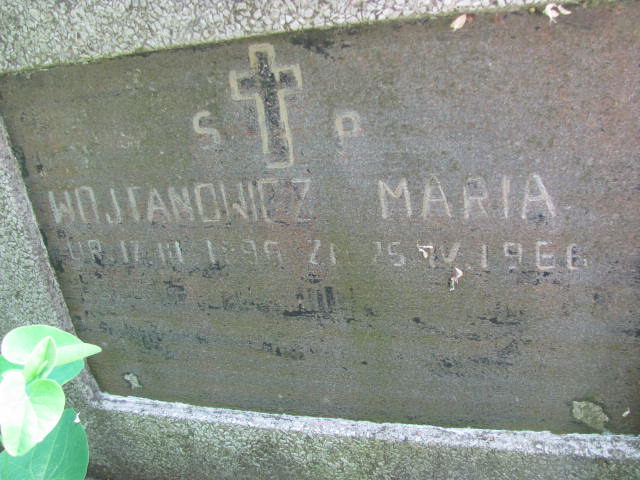 S P
WOJTANOWICZ MARIA
UR. 17. III 1899 ZM 25 IV. 1966